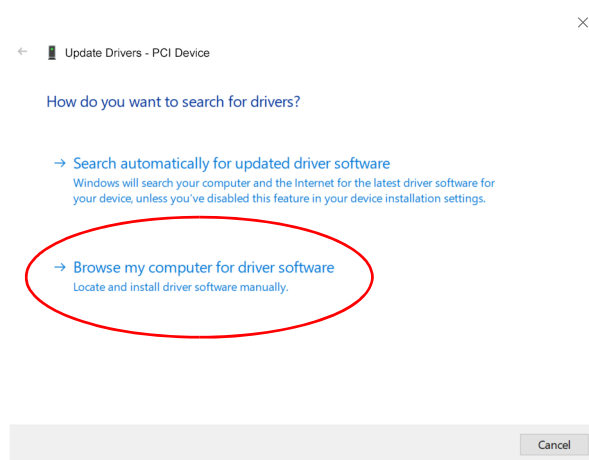 Update Drivers - PCI Device
How do you want to search for drivers?
Search automatically for updated driver software
Windows will search your computer and the Internet for the latest driver software for
your device, unless you've disabled this feature in your device installation settings.
Browse my computer for driver software
Locate and install driver software manually.
Cancel